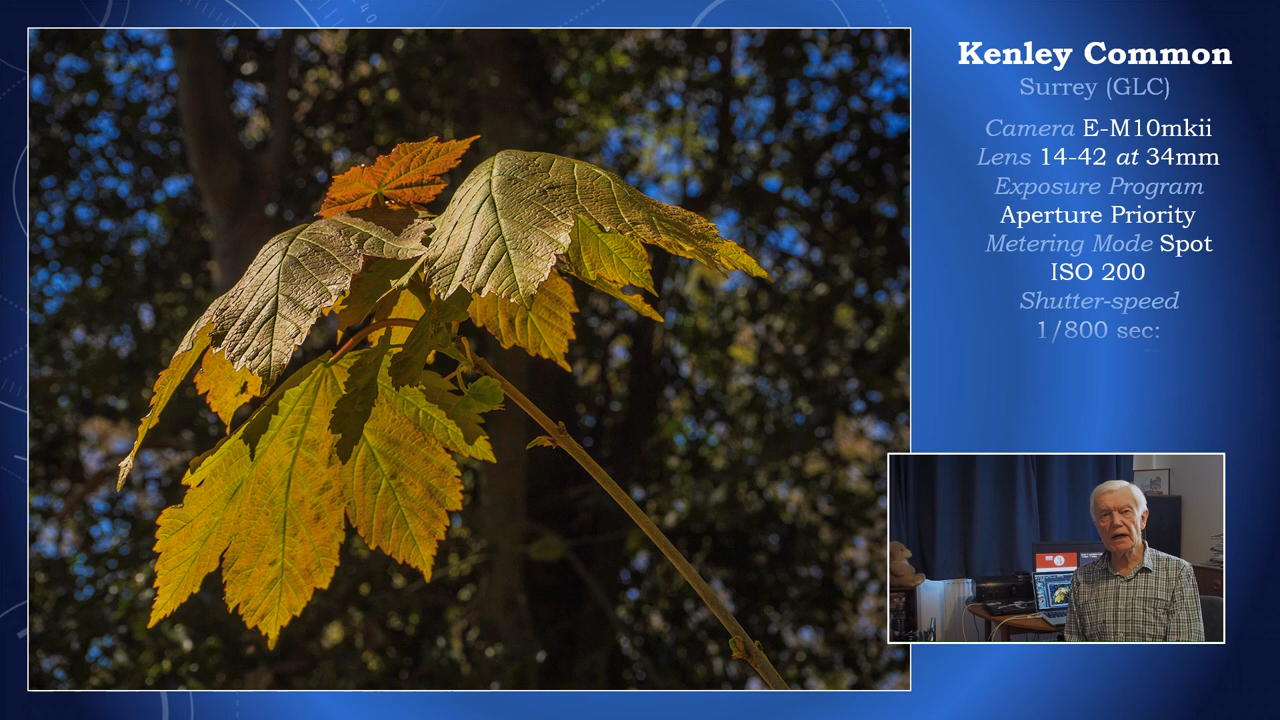 Kenley Common
Surrey (GLC)
Camera E-M10mkii
Lens 14-42 at 34mm
Exposure Program
Aperture Priority
Metering Mode Spot
ISO 200
Shutter-speed
1/800 sec:
40